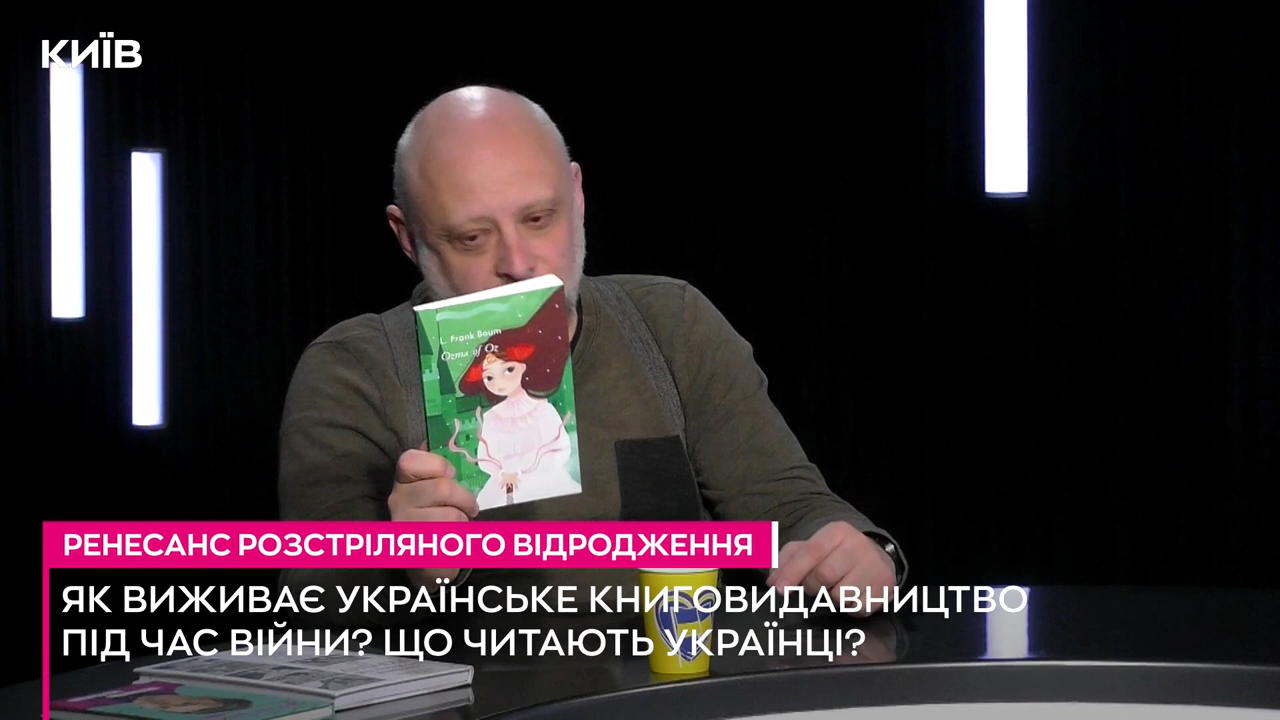 КИЇВ
L. Frank Baum
Ozma of Oz
РЕНЕСАНС РОЗСТРІЛЯНОГО ВІДРОДЖЕННЯ
ЯК ВИЖИВАЄ УКРАЇНСЬКЕ КНИГОВИДАВНИЦТВО
ПІД ЧАС ВІЙНИ? ЩО ЧИТАЮТЬ УКРАЇНЦІ?